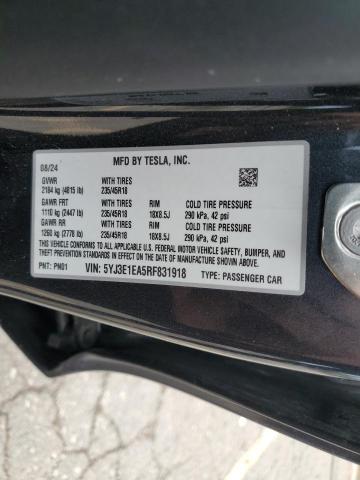 MFD BY TESLA, INC.
08/24
GVWR WITH TIRES
2184 kg (4815 lb) 235/45R18
GAWR FRT WITH TIRES RIM COLD TIRE PRESSURE
1110 kg (2447 lb) 235/45R18 18X8.5J 290 kPa, 42 psi
GAWR RR WITH TIRES RIM COLD TIRE PRESSURE
1260 kg (2778 lb) 235/45R18 18X8.5J 290 kPa, 42 psi
THIS VEHICLE CONFORMS TO ALL APPLICABLE U.S. FEDERAL MOTOR VEHICLE SAFETY, BUMPER, AND
THEFT PREVENTION STANDARDS IN EFFECT ON THE DATE OF MANUFACTURE SHOWN ABOVE.
PNT: PN01 VIN: 5YJ3E1EA5RF831918 TYPE: PASSENGER CAR